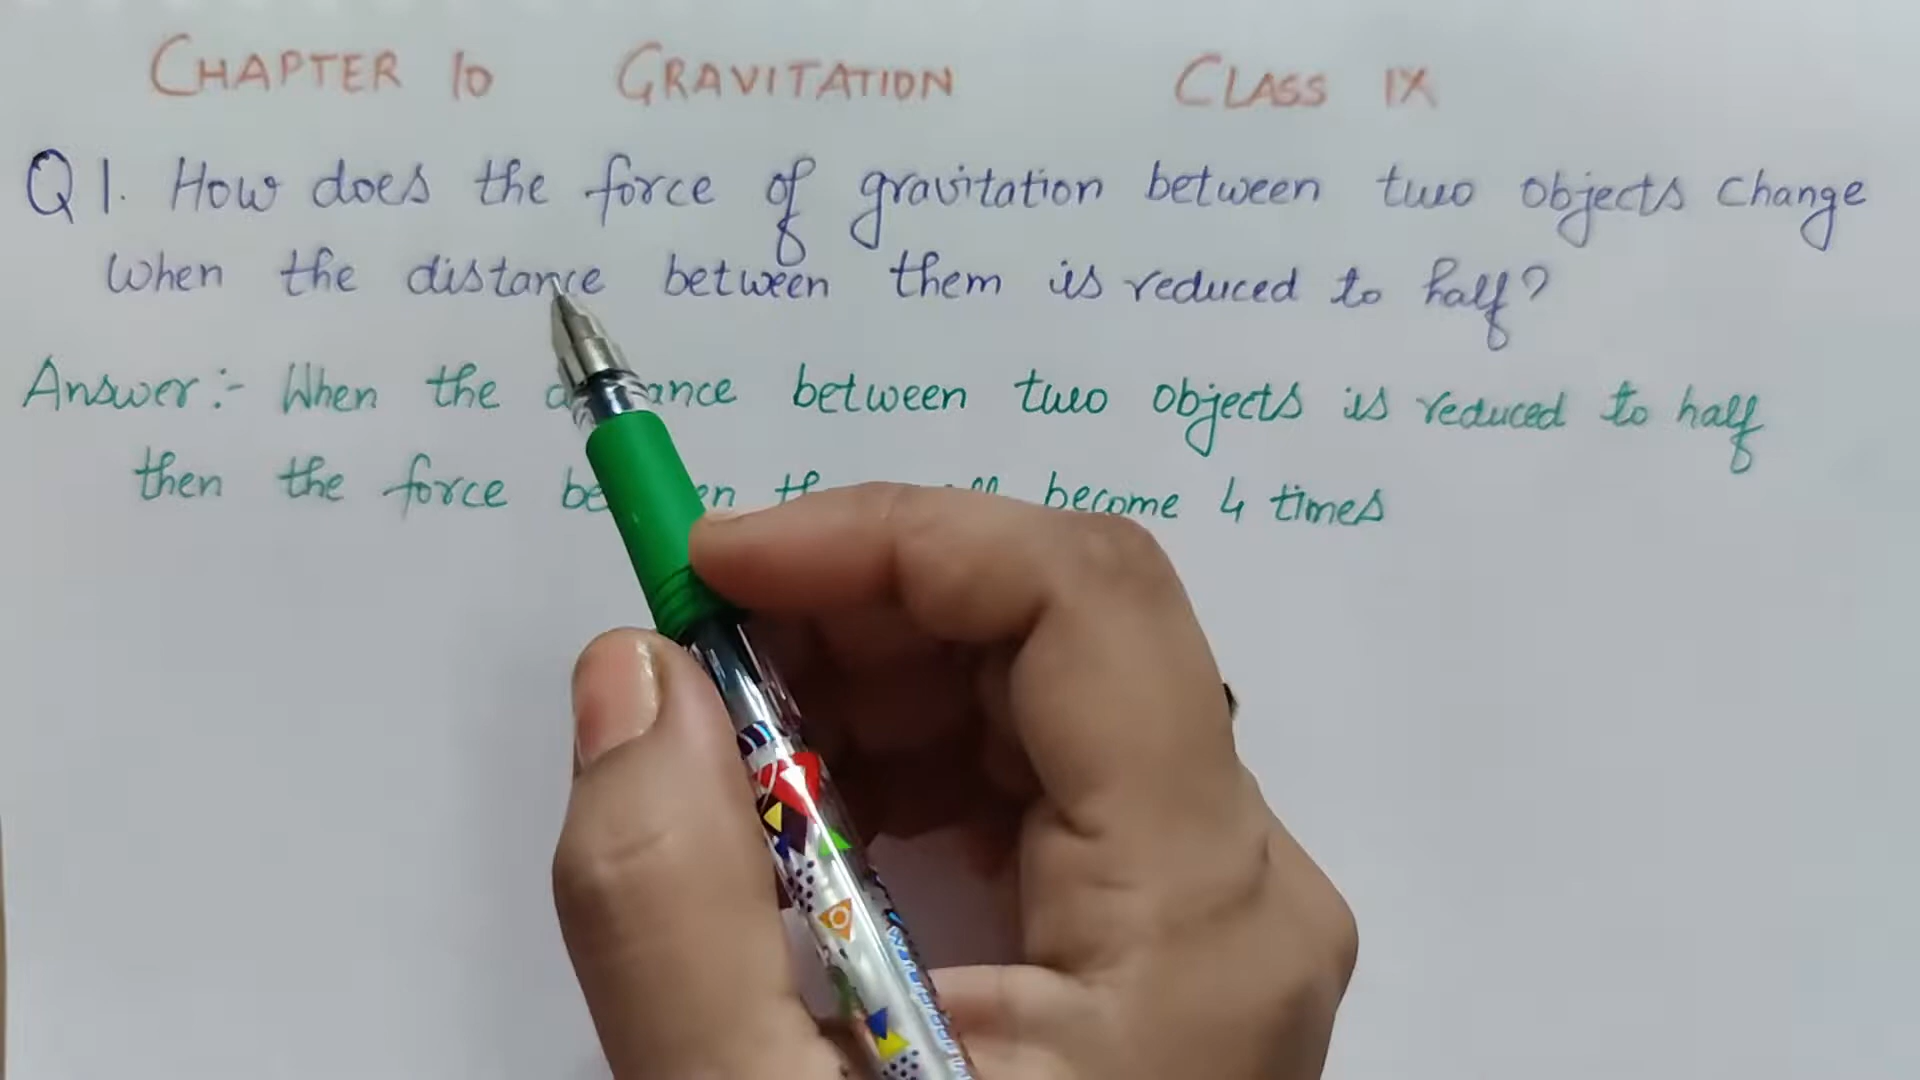 CHAPTER 10 GRAVITATION CLASS IX
Q1. How does the force of gravitation between two objects change
when the distance between them is reduced to half?
Answer:- When the between two objects is reduced to half
then the force become 4 times